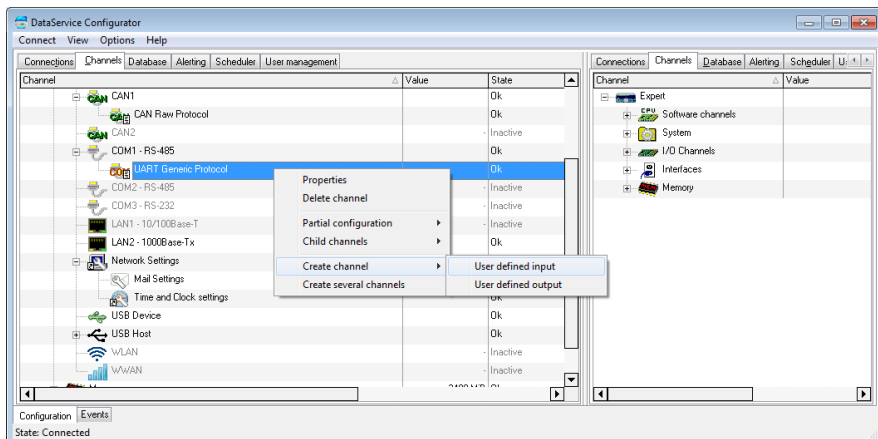 DataService Configurator
Connect View Options Help
Connections Channels Database Alerting Scheduler User management
Channel Value State
CAN1 Ok
CAN Raw Protocol Ok
CAN2 - Inactive
COM1 - RS-485 Ok
UART Generic Protocol Ok
COM2 - RS-485 - Inactive
COM3 - RS-232 - Inactive
LAN1 - 10/100Base-T - Inactive
LAN2 - 1000Base-Tx Ok
Network Settings
Mail Settings
Time and Clock settings Ok
USB Device Ok
USB Host Ok
WLAN - Inactive
WWAN - Inactive
Properties
Delete channel
Partial configuration
Child channels
Create channel
Create several channels
User defined input
User defined output
Connections Channels Database Alerting Scheduler
Channel Value
Expert
Software channels
System
I/O Channels
Interfaces
Memory
Configuration Events
State: Connected